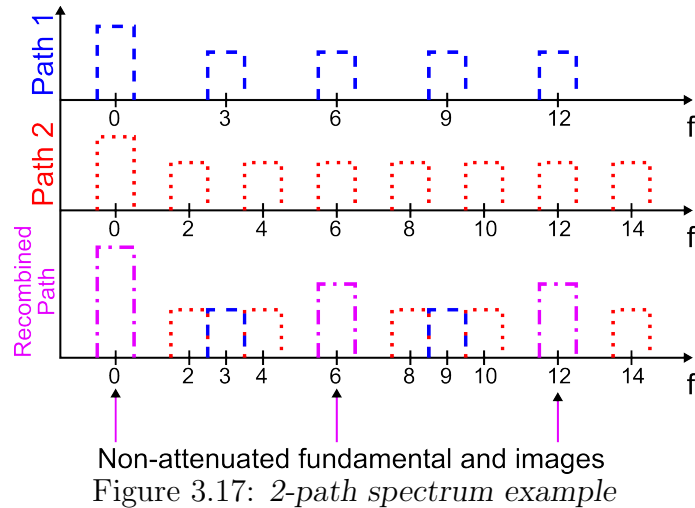 Path 1
0 3 6 9 12 f
Path 2
0 2 4 6 8 10 12 14 f
Recombined
Path
0 2 3 4 6 8 9 10 12 14 f
Non-attenuated fundamental and images
Figure 3.17: 2-path spectrum example